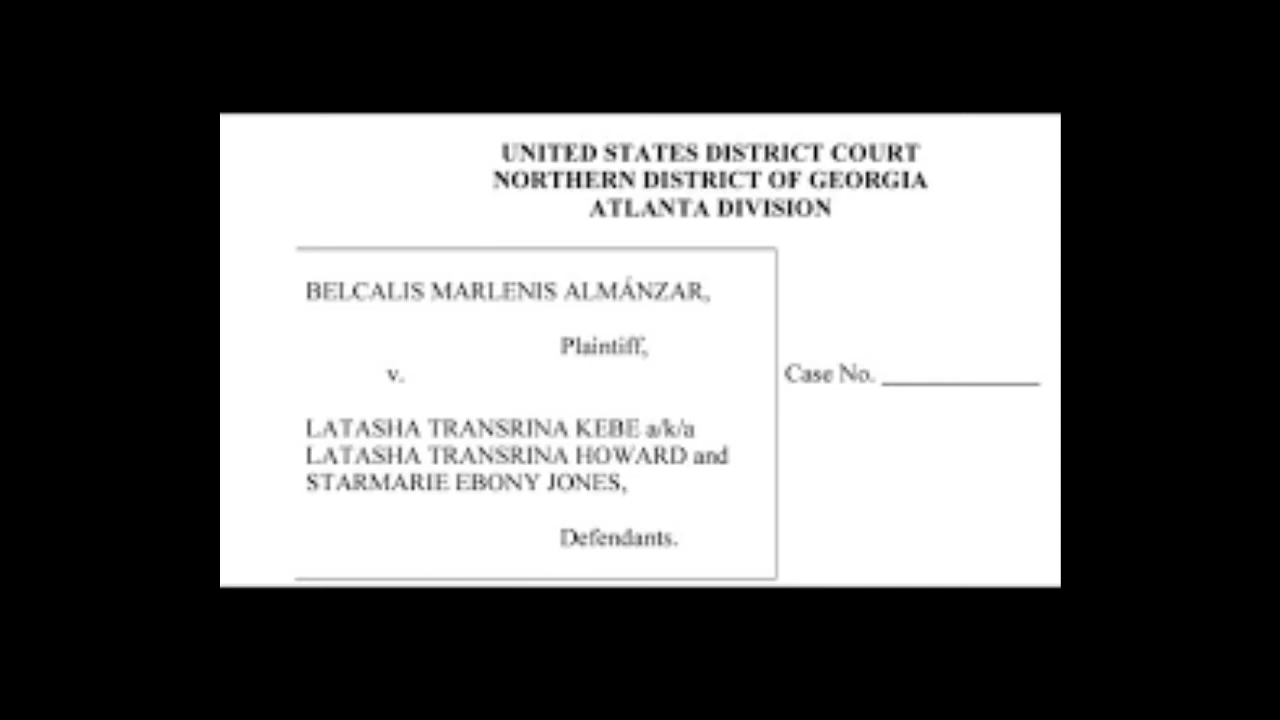 UNITED STATES DISTRICT COURT
NORTHERN DISTRICT OF GEORGIA
ATLANTA DIVISION
BELCALIS MARLENIS ALMÁNZAR,
Plaintiff,
v.
Case No. ______________
LATASHA TRANSRINA KEBE a/k/a
LATASHA TRANSRINA HOWARD and
STARMARIE EBONY JONES,
Defendants.